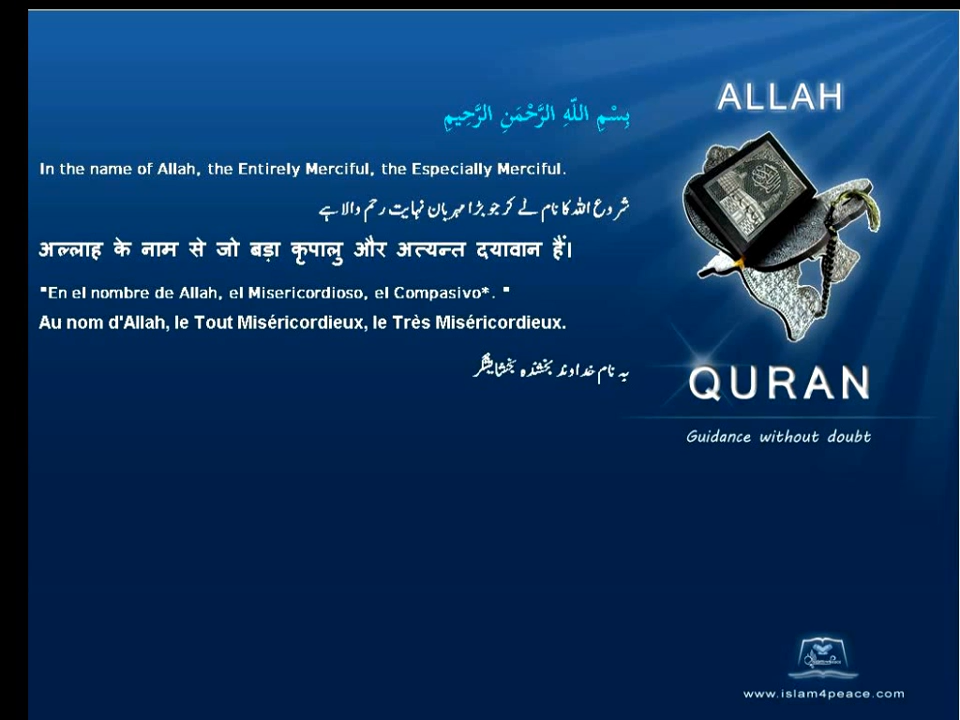 بِسْمِ اللّهِ الرَّحْمَنِ الرَّحِيمِ
In the name of Allah, the Entirely Merciful, the Especially Merciful.
شروع الله کا نام لے کر جو بڑا مہربان نہایت رحم والا ہے
अल्लाह के नाम से जो बड़ा कृपालु और अत्यन्त दयावान हैं।
"En el nombre de Allah, el Misericordioso, el Compasivo*. "
Au nom d'Allah, le Tout Miséricordieux, le Très Miséricordieux.
به نام خداوند بخشنده بخشایشگر
ALLAH
QURAN
Guidance without doubt
www.islam4peace.com